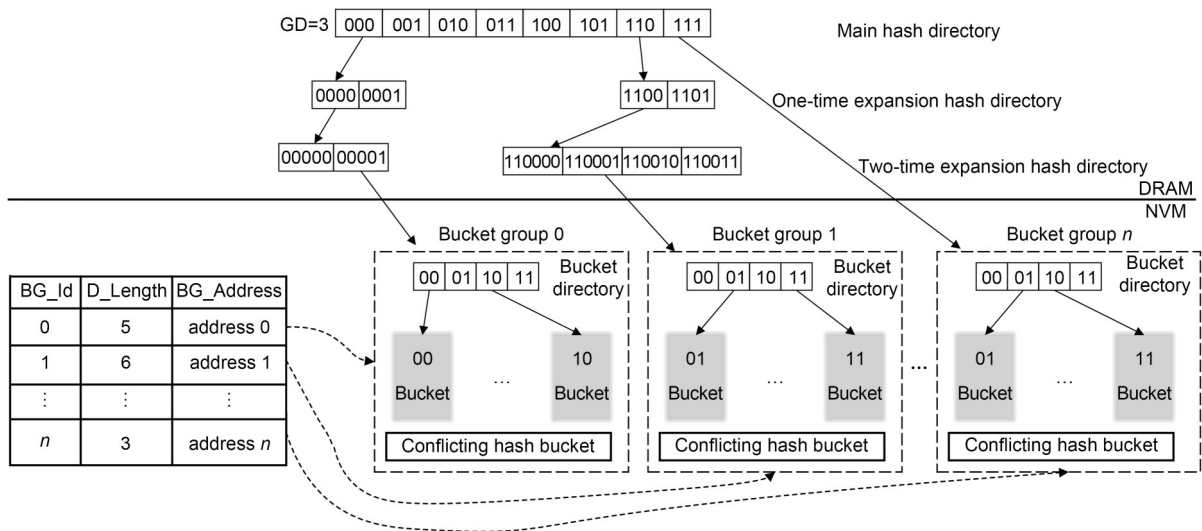 GD=3 000 001 010 011 100 101 110 111 Main hash directory
0000 0001 1100 1101 One-time expansion hash directory
00000 00001 110000 110001 110010 110011 Two-time expansion hash directory
DRAM
NVM
Bucket group 0 Bucket group 1 Bucket group n
00 01 10 11 Bucket directory
00 01 10 11 Bucket directory
00 01 10 11 Bucket directory
BG_Id D_Length BG_Address
0 5 address 0
1 6 address 1
⋮ ⋮ ⋮
n 3 address n
00 Bucket ... 10 Bucket
01 Bucket ... 11 Bucket
...
01 Bucket ... 11 Bucket
Conflicting hash bucket
Conflicting hash bucket
Conflicting hash bucket